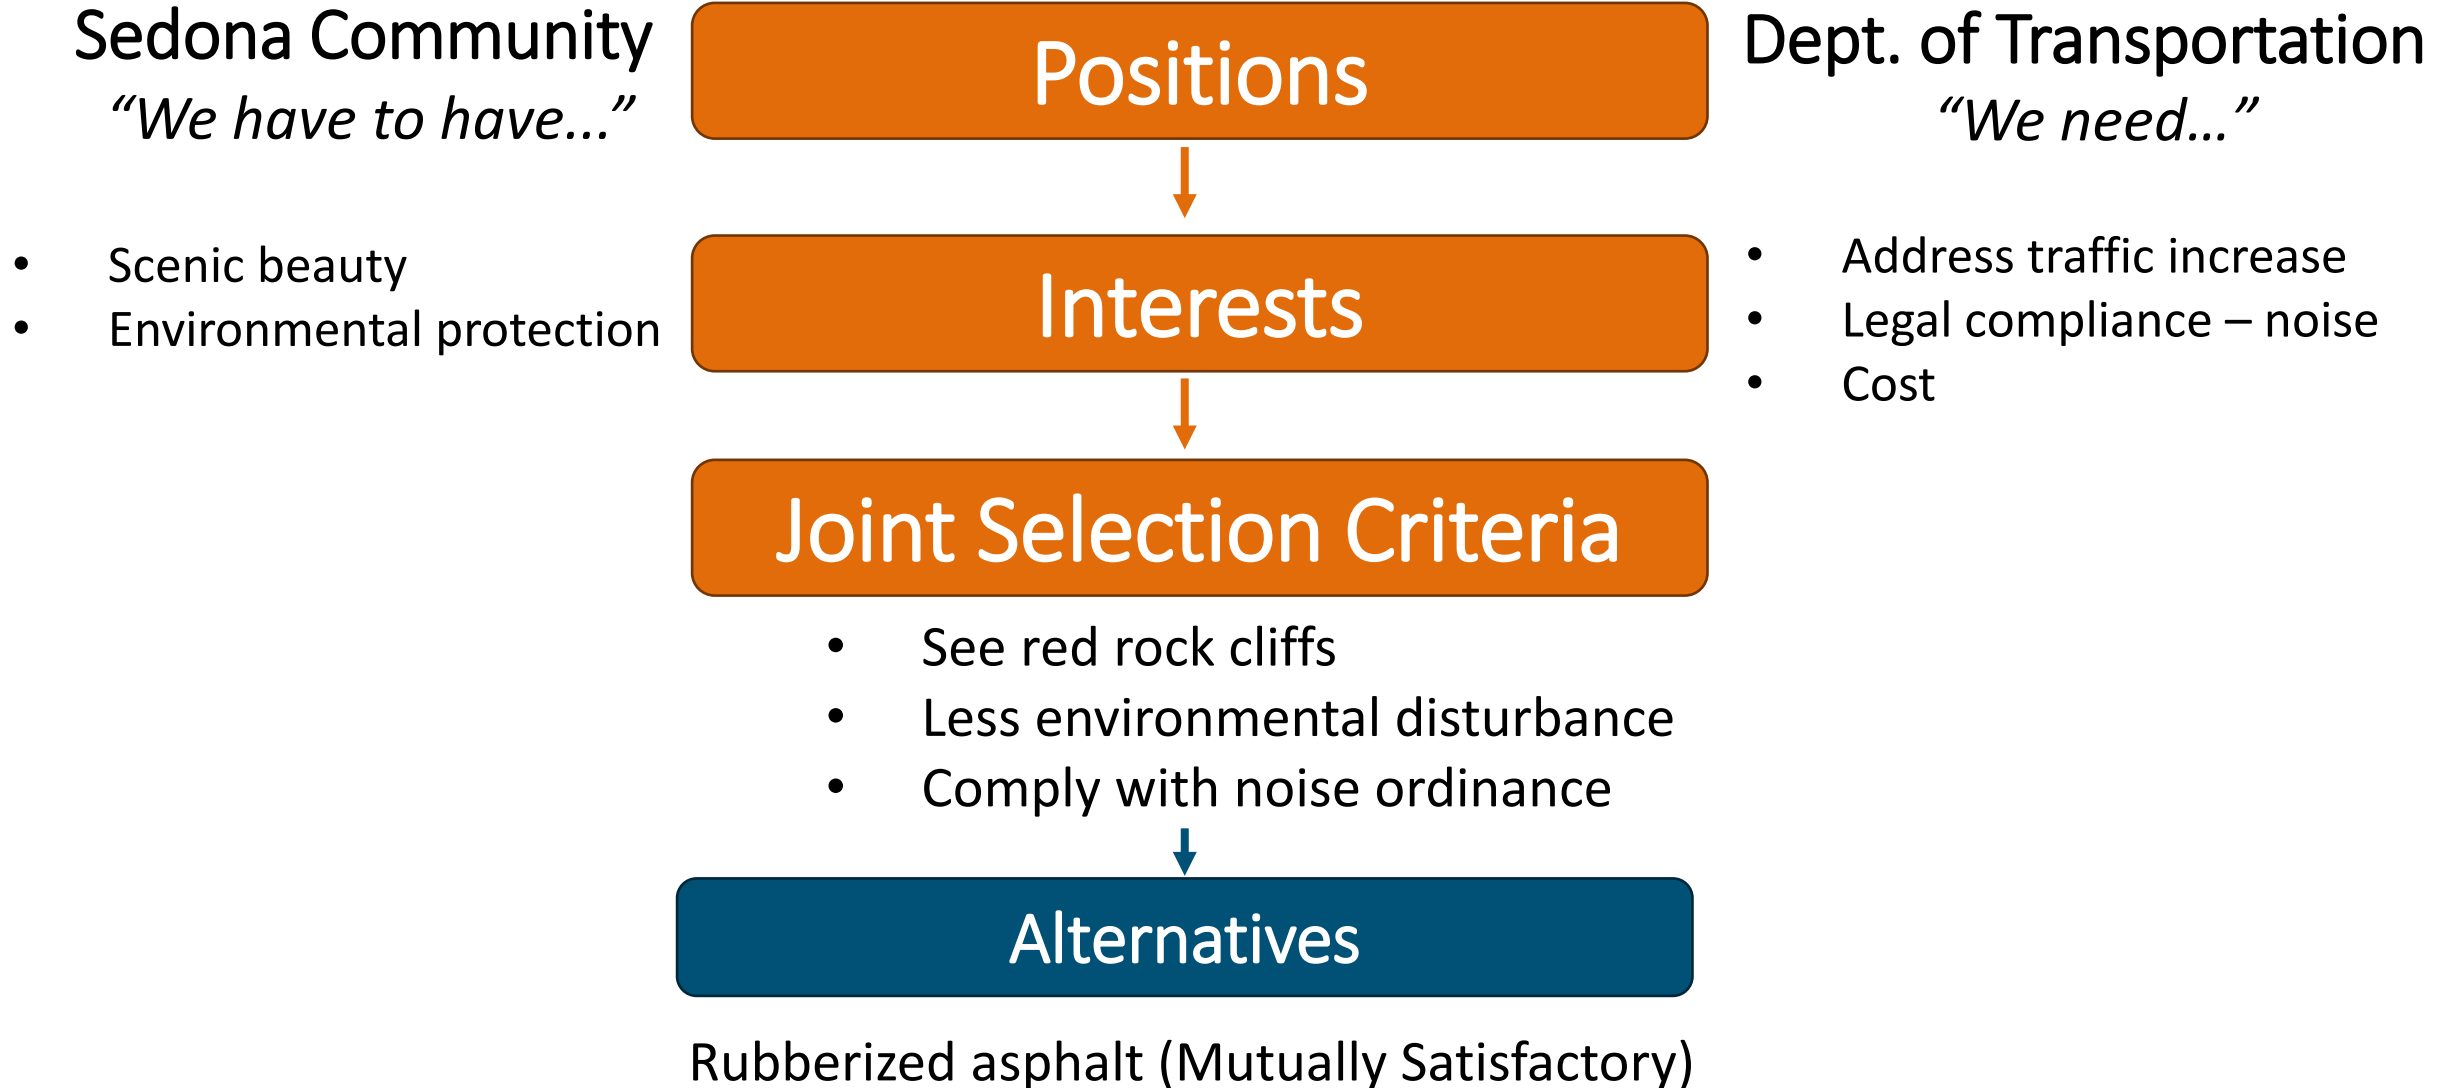 Sedona Community
“We have to have...”
Positions
Dept. of Transportation
“We need...”
• Scenic beauty
• Environmental protection
Interests
• Address traffic increase
• Legal compliance – noise
• Cost
Joint Selection Criteria
• See red rock cliffs
• Less environmental disturbance
• Comply with noise ordinance
Alternatives
Rubberized asphalt (Mutually Satisfactory)